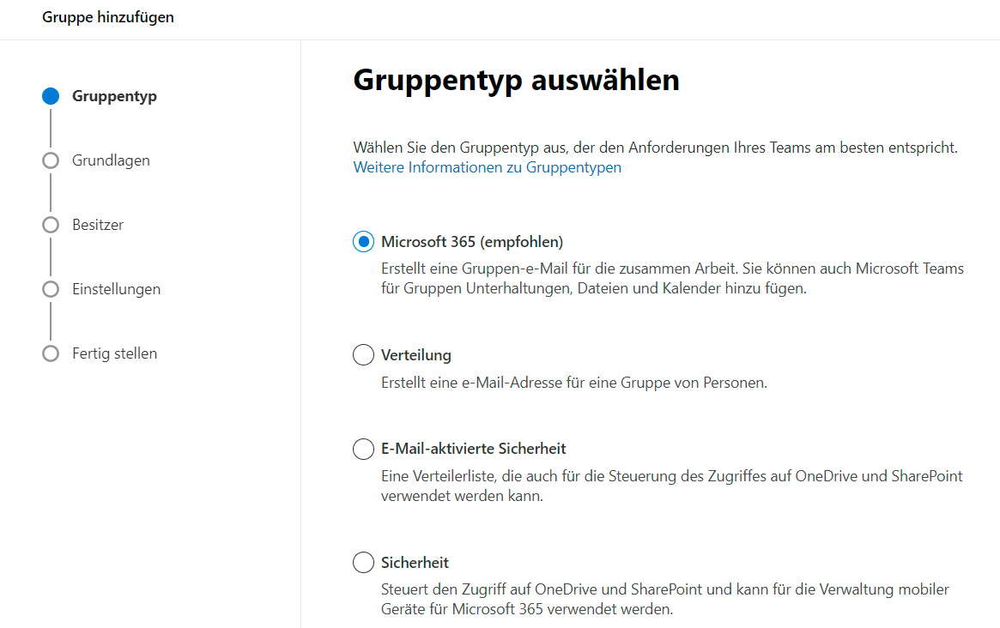 Gruppe hinzufügen
Gruppentyp
Grundlagen
Besitzer
Einstellungen
Fertig stellen
Gruppentyp auswählen
Wählen Sie den Gruppentyp aus, der den Anforderungen Ihres Teams am besten entspricht.
Weitere Informationen zu Gruppentypen
Microsoft 365 (empfohlen)
Erstellt eine Gruppen-e-Mail für die zusammen Arbeit. Sie können auch Microsoft Teams
für Gruppen Unterhaltungen, Dateien und Kalender hinzu fügen.
Verteilung
Erstellt eine e-Mail-Adresse für eine Gruppe von Personen.
E-Mail-aktivierte Sicherheit
Eine Verteilerliste, die auch für die Steuerung des Zugriffes auf OneDrive und SharePoint
verwendet werden kann.
Sicherheit
Steuert den Zugriff auf OneDrive und SharePoint und kann für die Verwaltung mobiler
Geräte für Microsoft 365 verwendet werden.